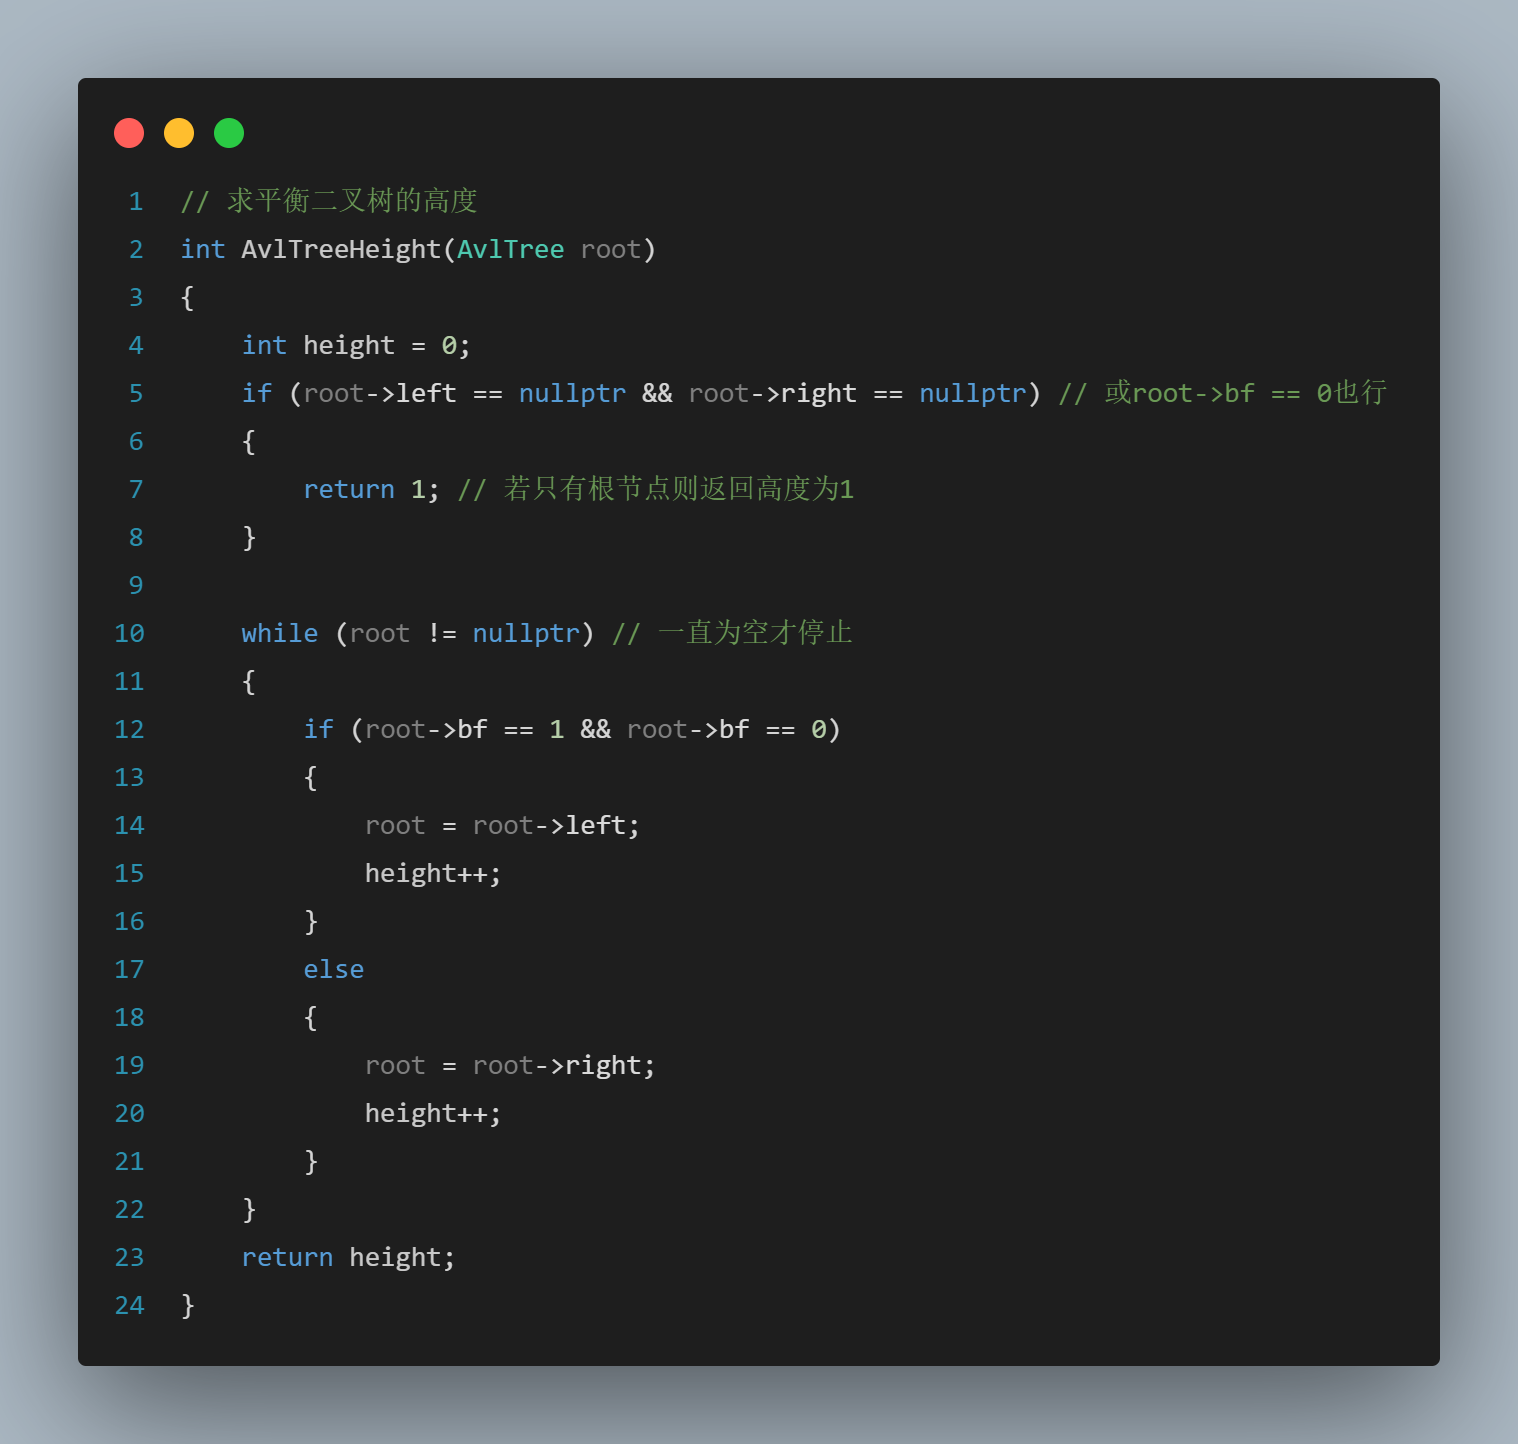 1 // 求平衡二叉树的高度
2 int AvlTreeHeight(AvlTree root)
3 {
4     int height = 0;
5     if (root->left == nullptr && root->right == nullptr) // 或root->bf == 0也行
6     {
7         return 1; // 若只有根节点则返回高度为1
8     }
9
10     while (root != nullptr) // 一直为空才停止
11     {
12         if (root->bf == 1 && root->bf == 0)
13         {
14             root = root->left;
15             height++;
16         }
17         else
18         {
19             root = root->right;
20             height++;
21         }
22     }
23     return height;
24 }